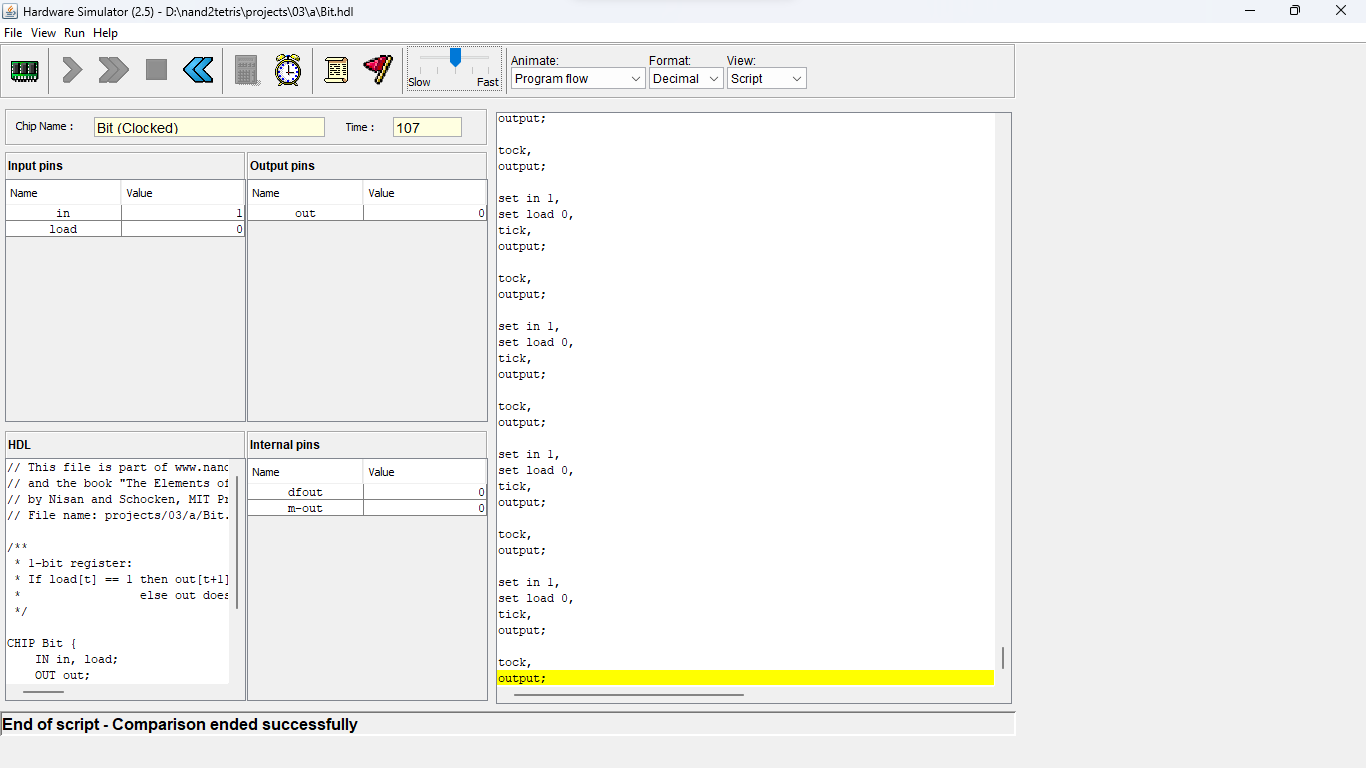 Hardware Simulator (2.5) - D:\nand2tetris\projects\03\a\Bit.hdl
File View Run Help
Slow Fast
Animate: Format: View:
Program flow Decimal Script
Chip Name : Bit (Clocked) Time : 107
Input pins
Name Value
in 1
load 0
Output pins
Name Value
out 0
HDL
// This file is part of www.nand
// and the book "The Elements of
// by Nisan and Schocken, MIT Pr
// File name: projects/03/a/Bit.
/**
* 1-bit register:
* If load[t] == 1 then out[t+1]
* else out does
*/
CHIP Bit {
IN in, load;
OUT out;
Internal pins
Name Value
dfout 0
m-out 0
output;
tock,
output;
set in 1,
set load 0,
tick,
output;
tock,
output;
set in 1,
set load 0,
tick,
output;
tock,
output;
set in 1,
set load 0,
tick,
output;
tock,
output;
set in 1,
set load 0,
tick,
output;
tock,
output;
End of script - Comparison ended successfully